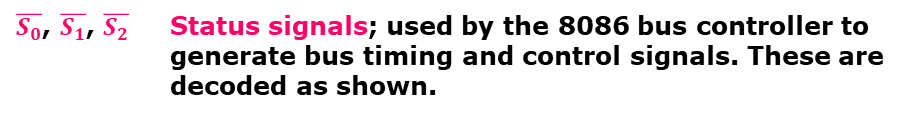 S̅₀, S̅₁, S̅₂ Status signals; used by the 8086 bus controller to
generate bus timing and control signals. These are
decoded as shown.